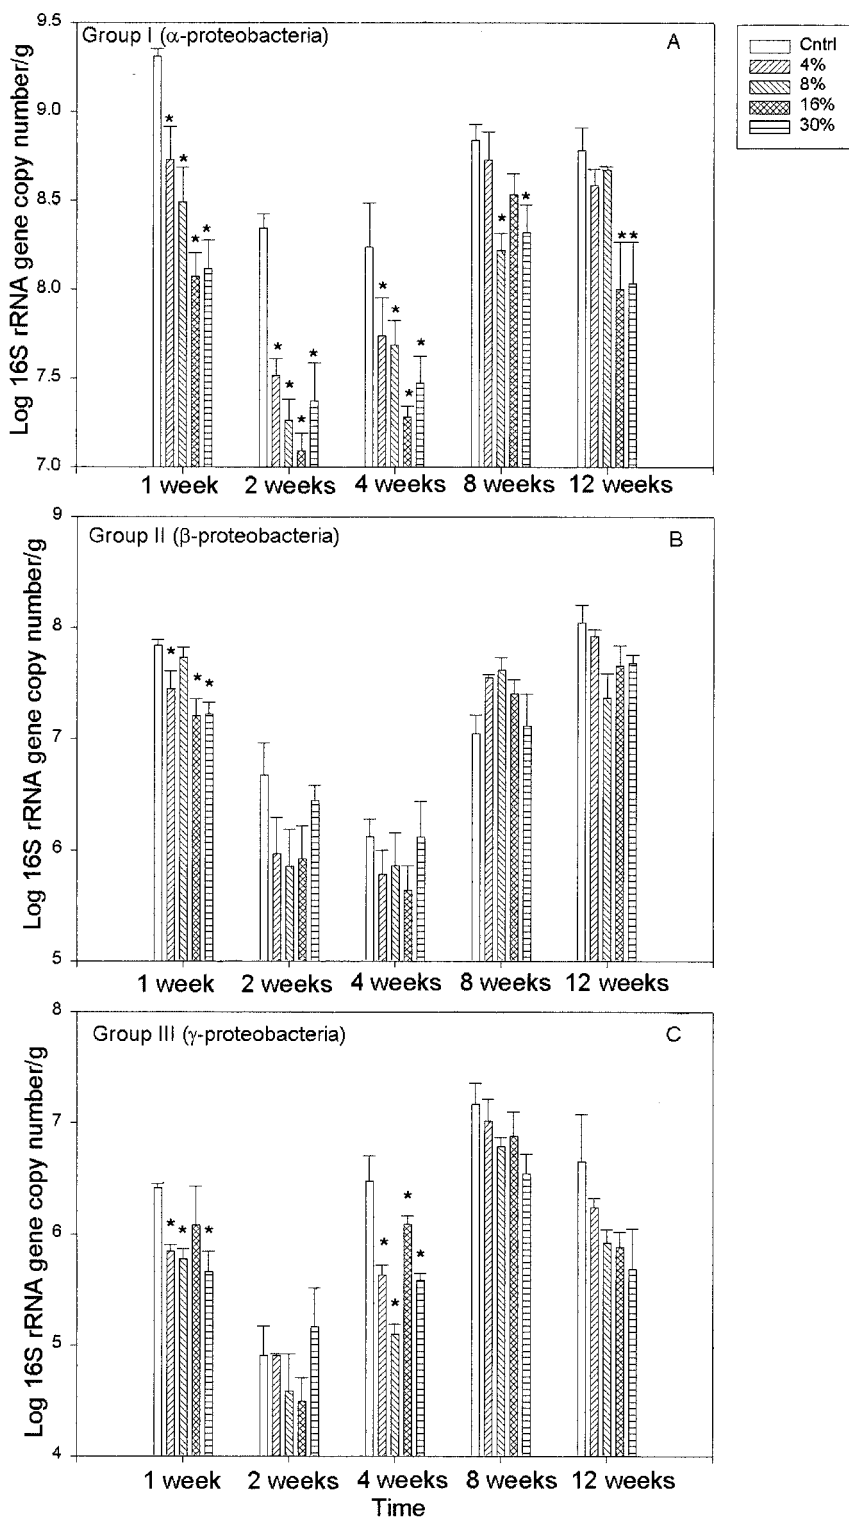 Group I (α-proteobacteria)
A
Cntrl
4%
8%
16%
30%
Log 16S rRNA gene copy number/g
9.5
9.0
8.5
8.0
7.5
7.0
* * * *
* * * *
* * * *
* *
**
1 week 2 weeks 4 weeks 8 weeks 12 weeks
Group II (β-proteobacteria)
B
Log 16S rRNA gene copy number/g
9
8
7
6
5
* * *
1 week 2 weeks 4 weeks 8 weeks 12 weeks
Group III (γ-proteobacteria)
C
Log 16S rRNA gene copy number/g
8
7
6
5
4
* * *
* * * *
1 week 2 weeks 4 weeks 8 weeks 12 weeks
Time